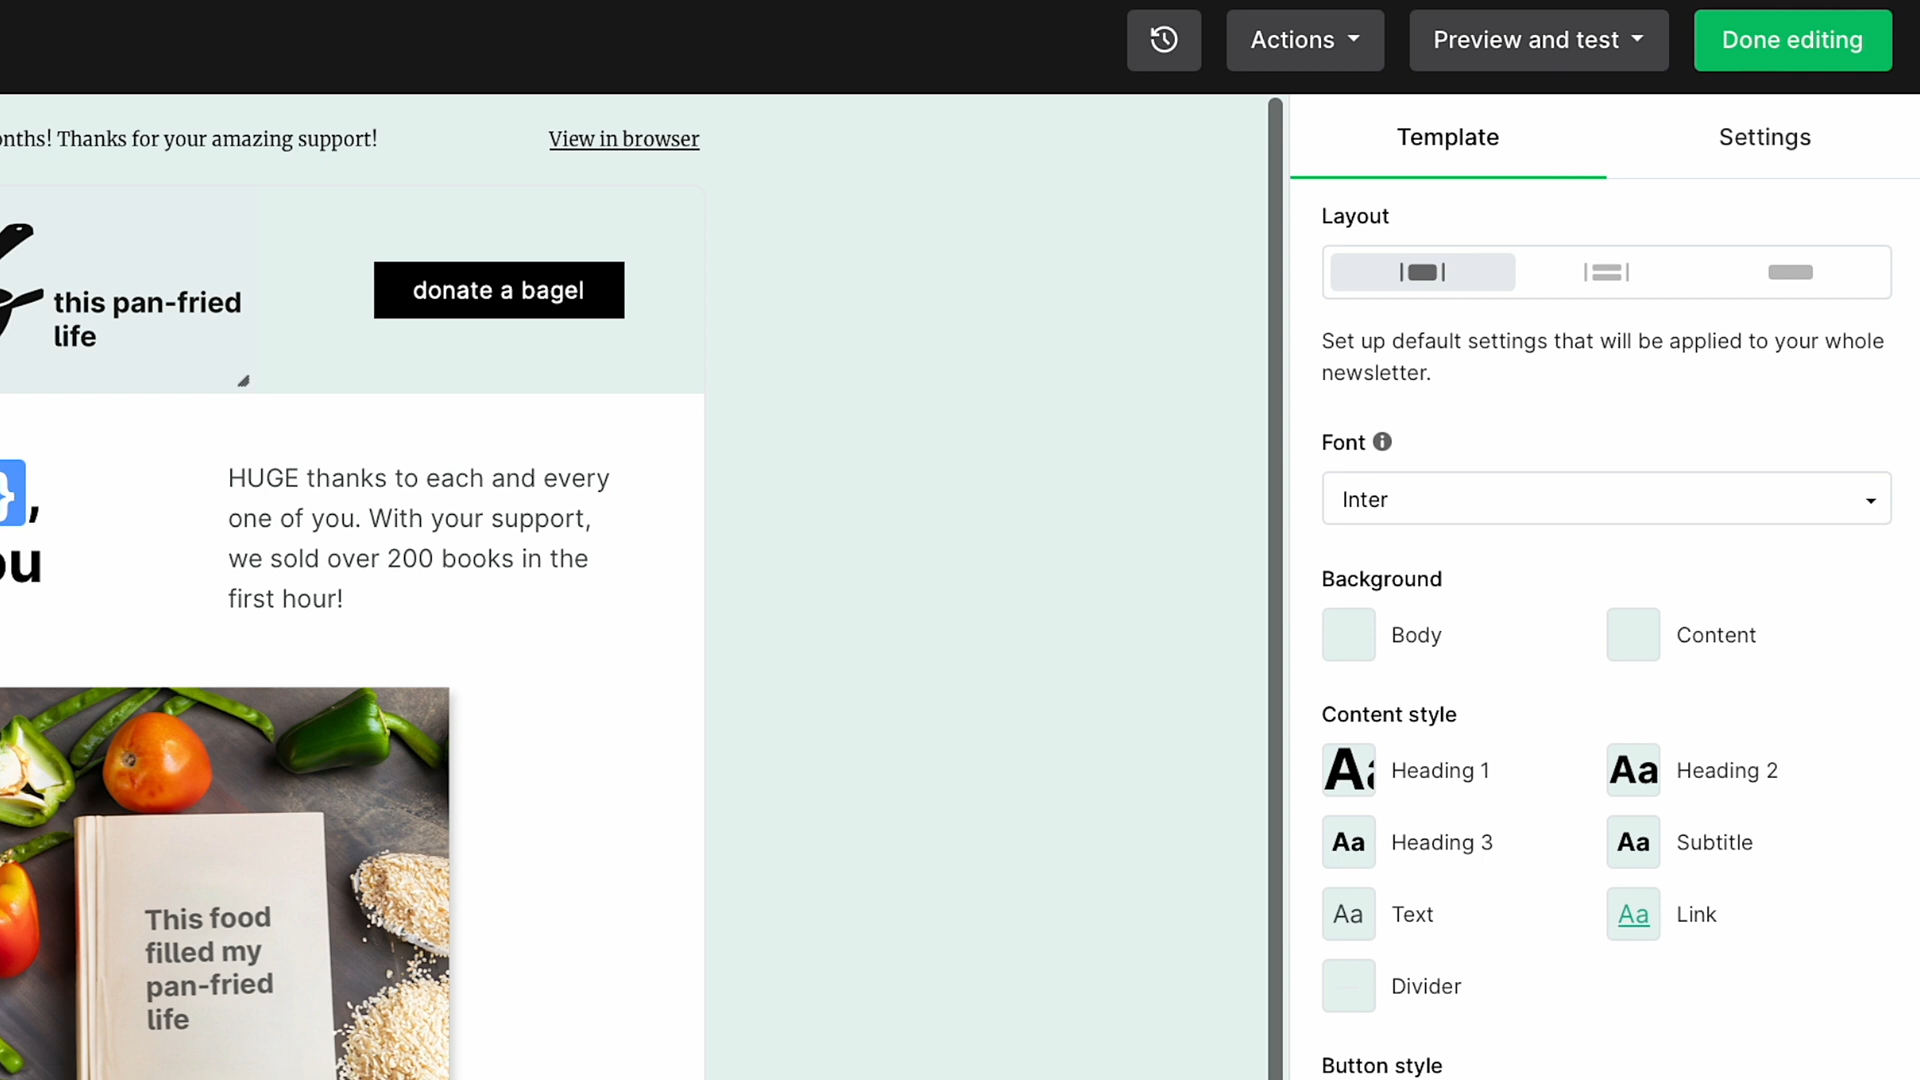 Actions
Preview and test
Done editing
onths! Thanks for your amazing support!
View in browser
Template
Settings
this pan-fried
life
donate a bagel
Layout
Set up default settings that will be applied to your whole
newsletter.
Font
Inter
},
ou
HUGE thanks to each and every
one of you. With your support,
we sold over 200 books in the
first hour!
Background
Body
Content
Content style
Aa Heading 1
Aa Heading 2
Aa Heading 3
Aa Subtitle
Aa Text
Aa Link
Divider
Button style
This food
filled my
pan-fried
life